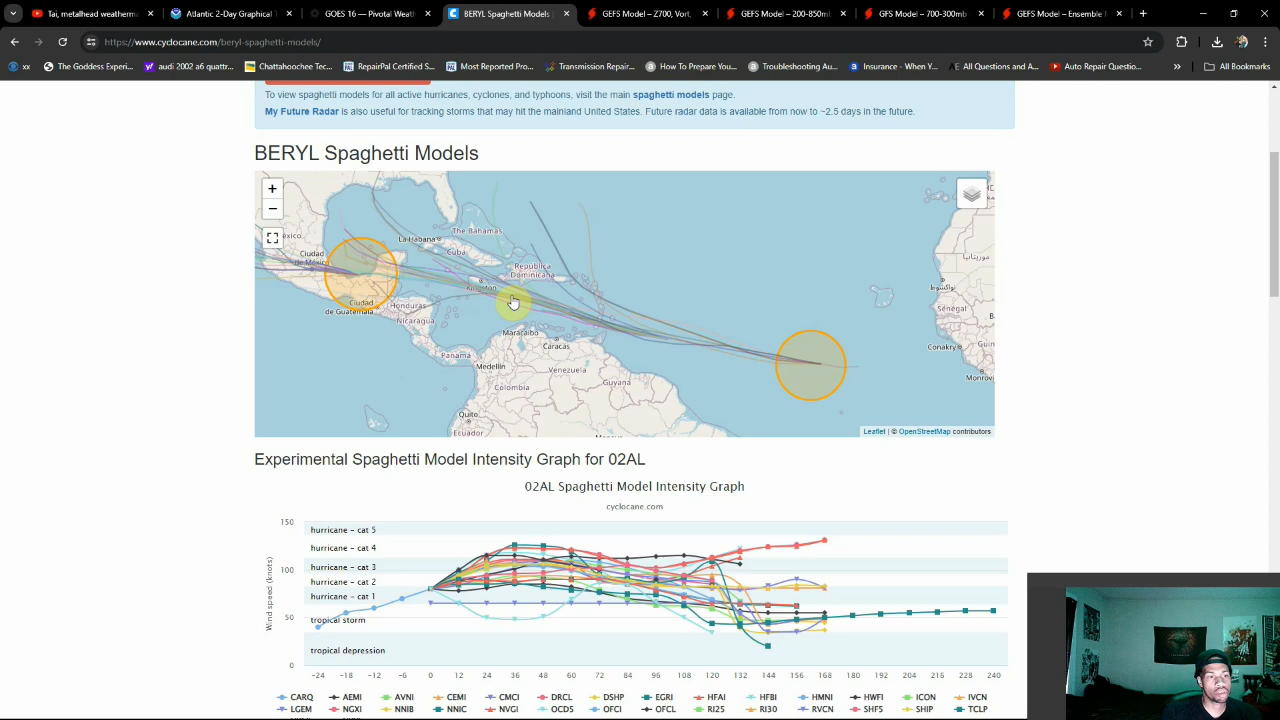 Tai, metalhead weatherma
Atlantic 2-Day Graphical T
GOES 16 — Pivotal Weath
BERYL Spaghetti Models |
GEFS Model – Z700, Vort,
GEFS Model – 200-850mb
GFS Model – 700-300mb
GEFS Model – Ensemble M
https://www.cyclocane.com/beryl-spaghetti-models/
xx
The Goddess Experi...
audi 2002 a6 quattr...
Chattahoochee Tec...
RepairPal Certified S...
Most Reported Pro...
Transmission Repair...
How To Prepare You...
Troubleshooting Au...
Insurance - When Y...
All Questions and A...
Auto Repair Questio...
All Bookmarks
To view spaghetti models for all active hurricanes, cyclones, and typhoons, visit the main spaghetti models page.
My Future Radar is also useful for tracking storms that may hit the mainland United States. Future radar data is available from now to ~2.5 days in the future.
BERYL Spaghetti Models
+
−
The Bahamas
La Habana
Cuba
México
Ciudad
de México
República
Dominicana
Kingston
Honduras
Ciudad
de Guatemala
Nicaragua
Maracaibo
Caracas
Panamá
Medellín
Venezuela
Guyana
Colombia
Quito
Ecuador
موريتانيا
نواكشوط
Sénégal
Conakry
Monrovi
Leaflet | © OpenStreetMap contributors
Experimental Spaghetti Model Intensity Graph for 02AL
02AL Spaghetti Model Intensity Graph
cyclocane.com
Wind speed (knots)
150
100
50
0
hurricane - cat 5
hurricane - cat 4
hurricane - cat 3
hurricane - cat 2
hurricane - cat 1
tropical storm
tropical depression
-24 -18 -12 -6 0 12 24 36 48 60 72 84 96 108 120 132 144 156 168 180 192 204 216 228 240
CARQ AEMI AVNI CEMI CMCI DRCL DSHP EGRI HFAI HFBI HMNI HWFI ICON IVCN
LGEM NGXI NNIB NNIC NVGI OCD5 OFCI OFCL RI25 RI30 RVCN SHF5 SHIP TCLP